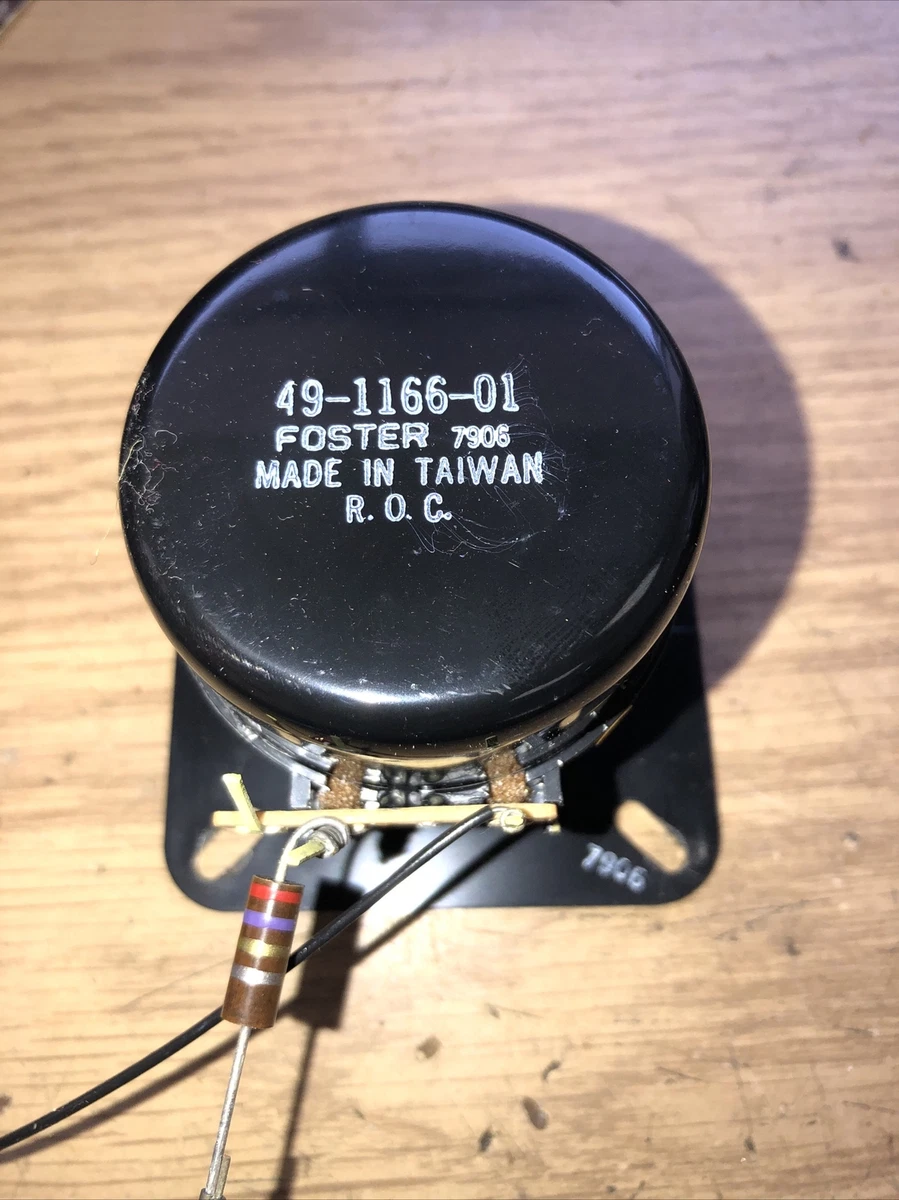 49-1166-01
FOSTER 7906
MADE IN TAIWAN
R.O.C.
7906